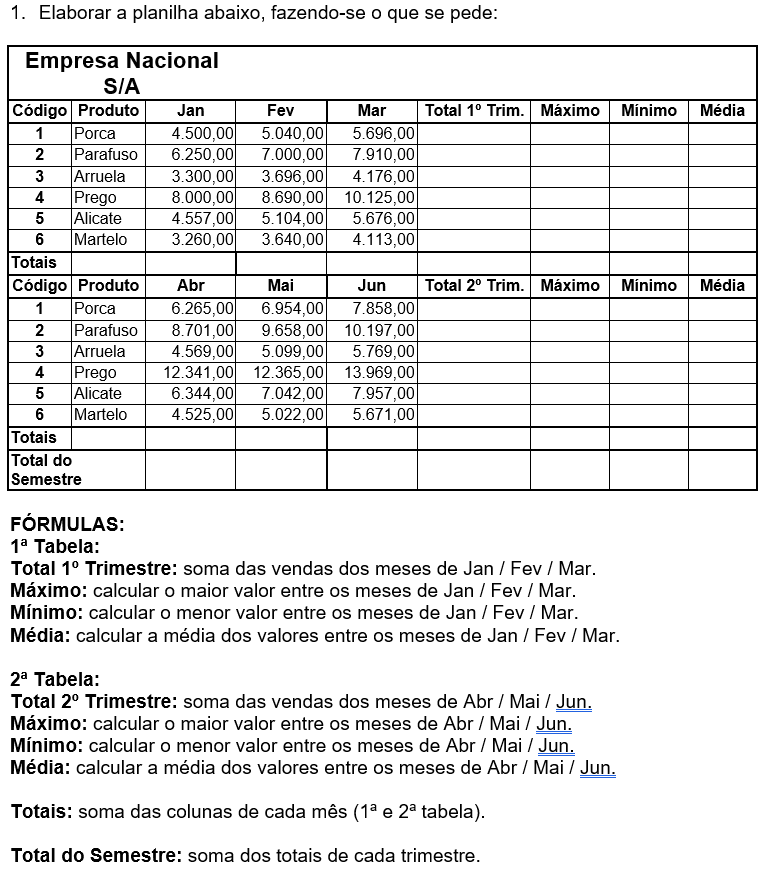 1. Elaborar a planilha abaixo, fazendo-se o que se pede:
Empresa Nacional
S/A
Código Produto Jan Fev Mar Total 1º Trim. Máximo Mínimo Média
1 Porca 4.500,00 5.040,00 5.696,00
2 Parafuso 6.250,00 7.000,00 7.910,00
3 Arruela 3.300,00 3.696,00 4.176,00
4 Prego 8.000,00 8.690,00 10.125,00
5 Alicate 4.557,00 5.104,00 5.676,00
6 Martelo 3.260,00 3.640,00 4.113,00
Totais
Código Produto Abr Mai Jun Total 2º Trim. Máximo Mínimo Média
1 Porca 6.265,00 6.954,00 7.858,00
2 Parafuso 8.701,00 9.658,00 10.197,00
3 Arruela 4.569,00 5.099,00 5.769,00
4 Prego 12.341,00 12.365,00 13.969,00
5 Alicate 6.344,00 7.042,00 7.957,00
6 Martelo 4.525,00 5.022,00 5.671,00
Totais
Total do
Semestre
FÓRMULAS:
1ª Tabela:
Total 1º Trimestre: soma das vendas dos meses de Jan / Fev / Mar.
Máximo: calcular o maior valor entre os meses de Jan / Fev / Mar.
Mínimo: calcular o menor valor entre os meses de Jan / Fev / Mar.
Média: calcular a média dos valores entre os meses de Jan / Fev / Mar.
2ª Tabela:
Total 2º Trimestre: soma das vendas dos meses de Abr / Mai / Jun.
Máximo: calcular o maior valor entre os meses de Abr / Mai / Jun.
Mínimo: calcular o menor valor entre os meses de Abr / Mai / Jun.
Média: calcular a média dos valores entre os meses de Abr / Mai / Jun.
Totais: soma das colunas de cada mês (1ª e 2ª tabela).
Total do Semestre: soma dos totais de cada trimestre.